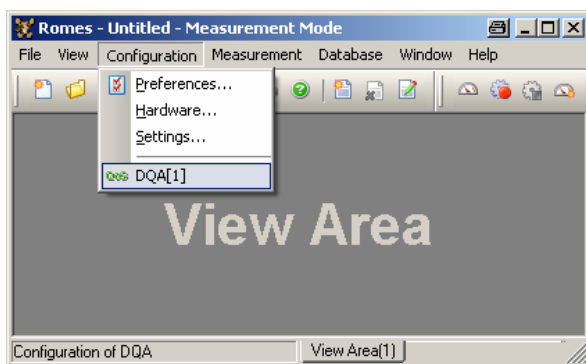 Romes - Untitled - Measurement Mode
File View Configuration Measurement Database Window Help
Preferences...
Hardware...
Settings...
QoS DQA[1]
View Area
Configuration of DQA
View Area(1)